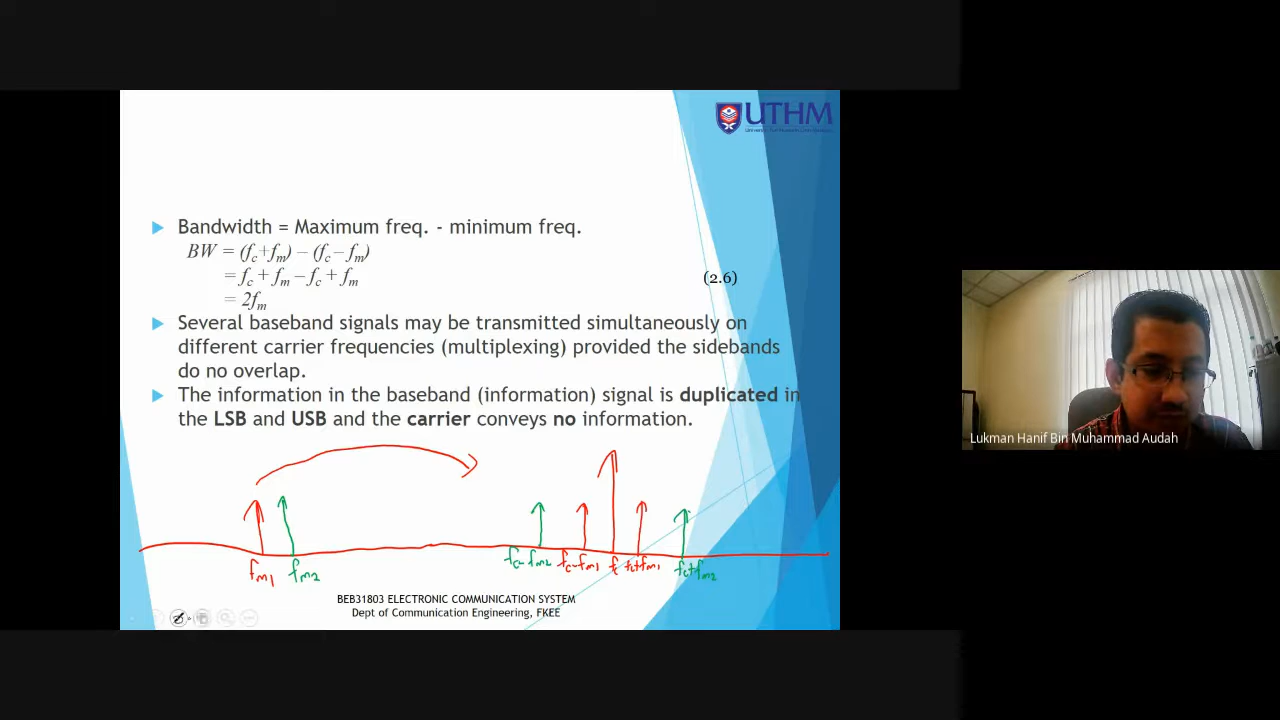 UTHM
Bandwidth = Maximum freq. - minimum freq.
BW = (fc+fm) – (fc – fm)
= fc + fm – fc + fm
(2.6)
= 2fm
Several baseband signals may be transmitted simultaneously on
different carrier frequencies (multiplexing) provided the sidebands
do no overlap.
The information in the baseband (information) signal is duplicated in
the LSB and USB and the carrier conveys no information.
Lukman Hanif Bin Muhammad Audah
fm1 fm2 fc-fm2 fc-fm1 fc fc+fm1 fc+fm2
BEB31803 ELECTRONIC COMMUNICATION SYSTEM
Dept of Communication Engineering, FKEE